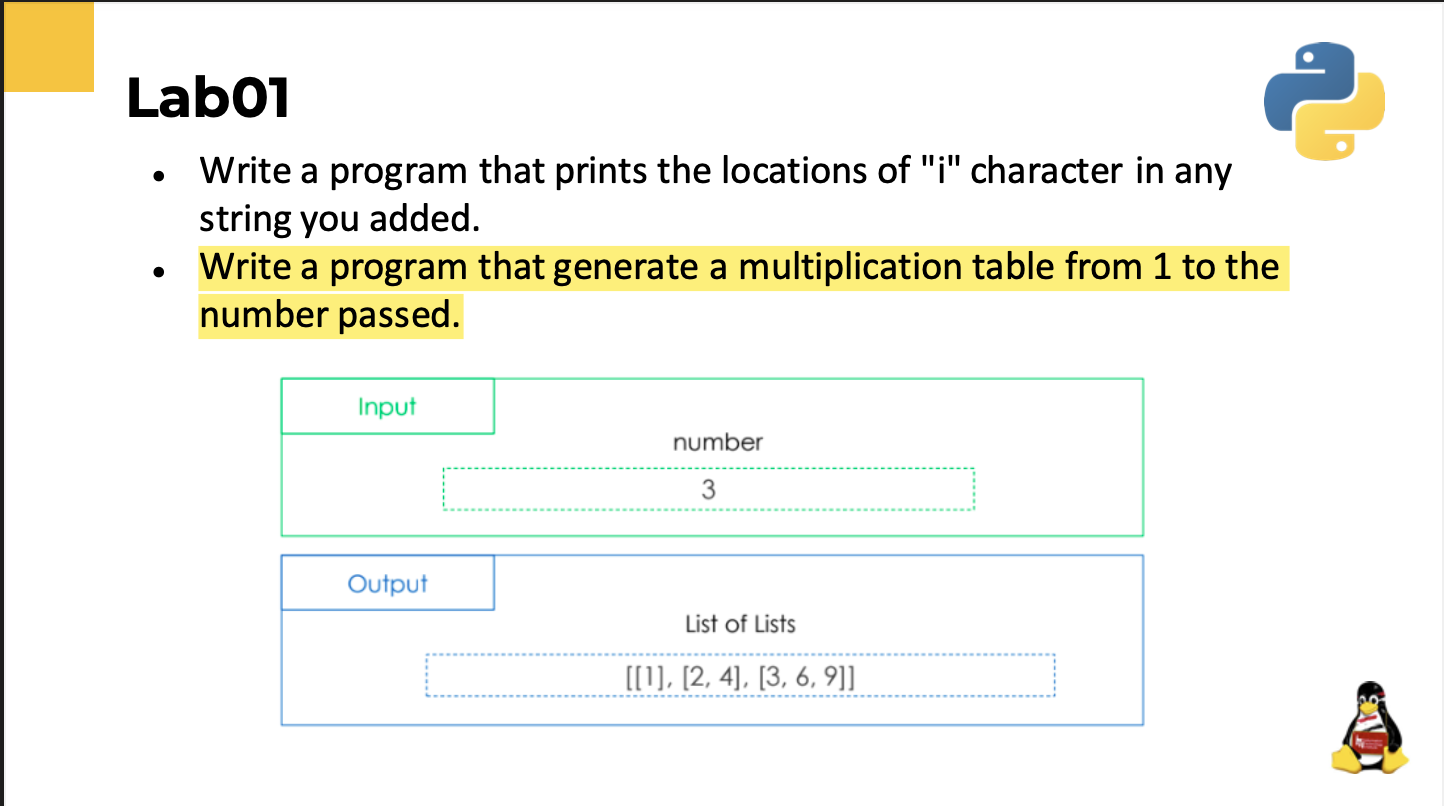 Lab01
• Write a program that prints the locations of "i" character in any
string you added.
• Write a program that generate a multiplication table from 1 to the
number passed.
Input
number
3
Output
List of Lists
[[1], [2, 4], [3, 6, 9]]